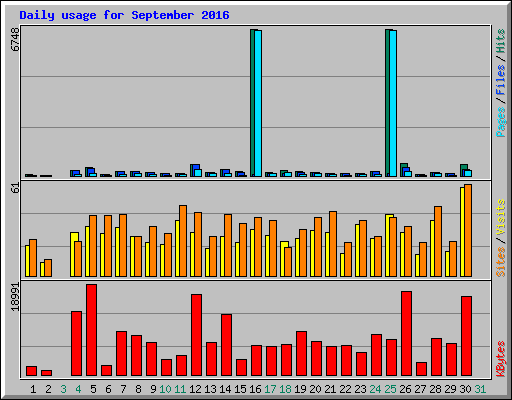 Daily usage for September 2016
6748
61
18991
Pages / Files / Hits
Sites / Visits
KBytes
1 2 3 4 5 6 7 8 9 10 11 12 13 14 15 16 17 18 19 20 21 22 23 24 25 26 27 28 29 30 31